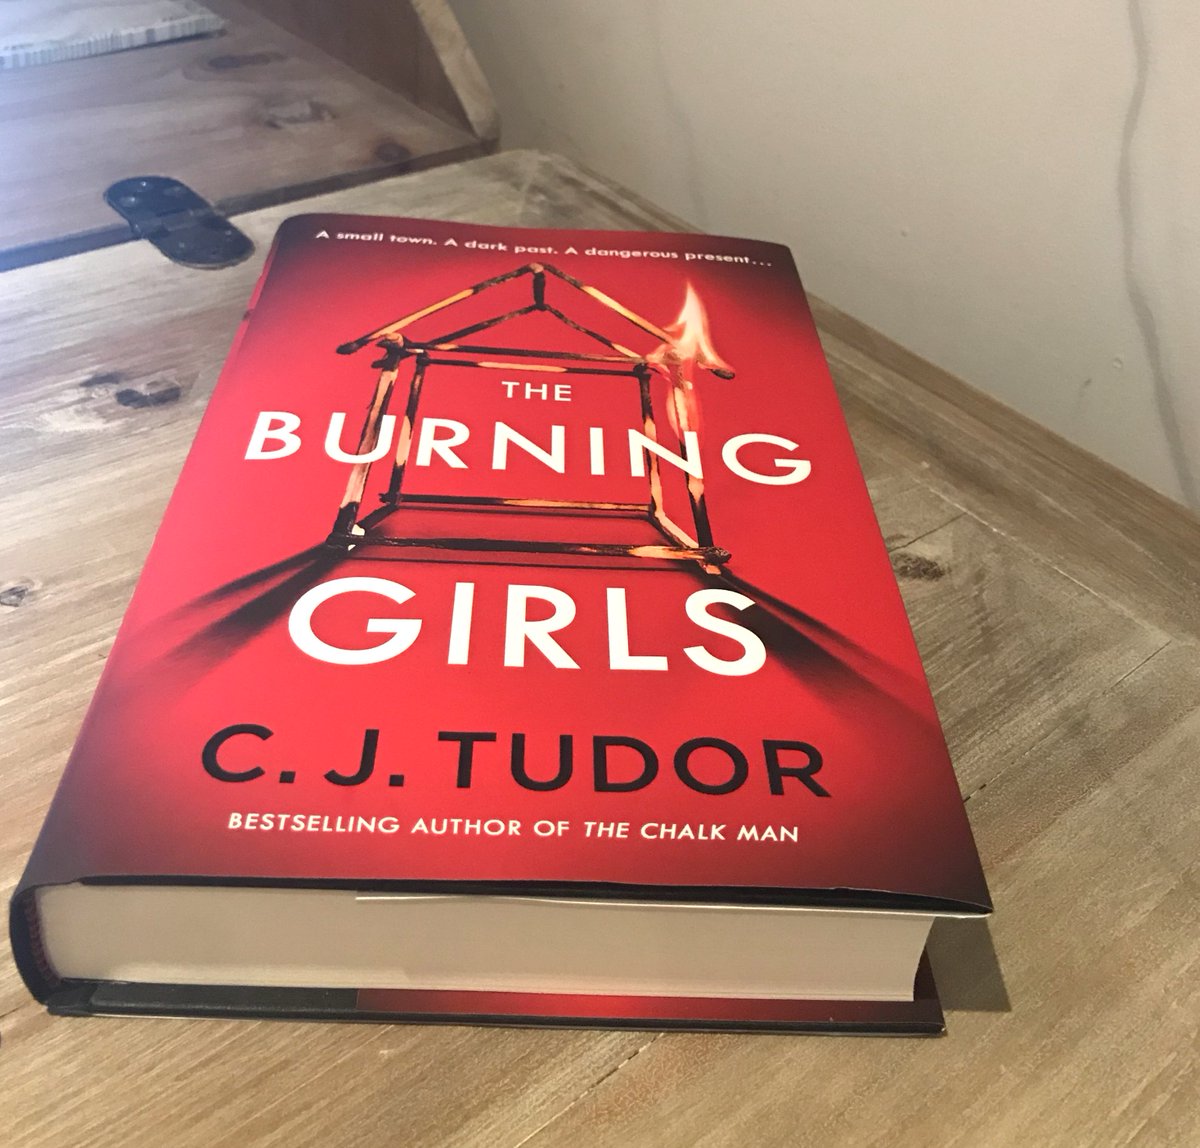 A small town. A dark past. A dangerous present...
THE
BURNING
GIRLS
C. J. TUDOR
BESTSELLING AUTHOR OF THE CHALK MAN